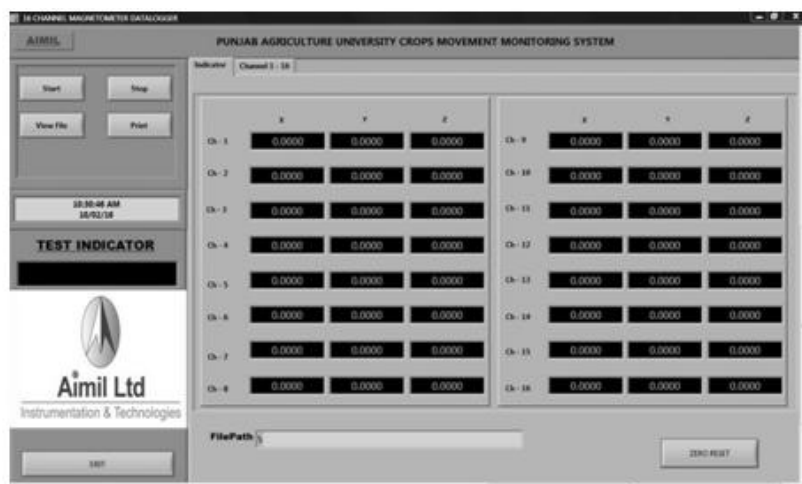 16 CHANNEL MAGNETOMETER DATALOGGER
AIMIL
PUNJAB AGRICULTURE UNIVERSITY CROPS MOVEMENT MONITORING SYSTEM
Indicator Channel 1 - 16
Start Stop
View File Print
10:30:46 AM
10/02/16
TEST INDICATOR
Aimil Ltd
Instrumentation & Technologies
EXIT
X Y Z
Ch - 1 0.0000 0.0000 0.0000
Ch - 2 0.0000 0.0000 0.0000
Ch - 3 0.0000 0.0000 0.0000
Ch - 4 0.0000 0.0000 0.0000
Ch - 5 0.0000 0.0000 0.0000
Ch - 6 0.0000 0.0000 0.0000
Ch - 7 0.0000 0.0000 0.0000
Ch - 8 0.0000 0.0000 0.0000
X Y Z
Ch - 9 0.0000 0.0000 0.0000
Ch - 10 0.0000 0.0000 0.0000
Ch - 11 0.0000 0.0000 0.0000
Ch - 12 0.0000 0.0000 0.0000
Ch - 13 0.0000 0.0000 0.0000
Ch - 14 0.0000 0.0000 0.0000
Ch - 15 0.0000 0.0000 0.0000
Ch - 16 0.0000 0.0000 0.0000
FilePath
ZERO RESET